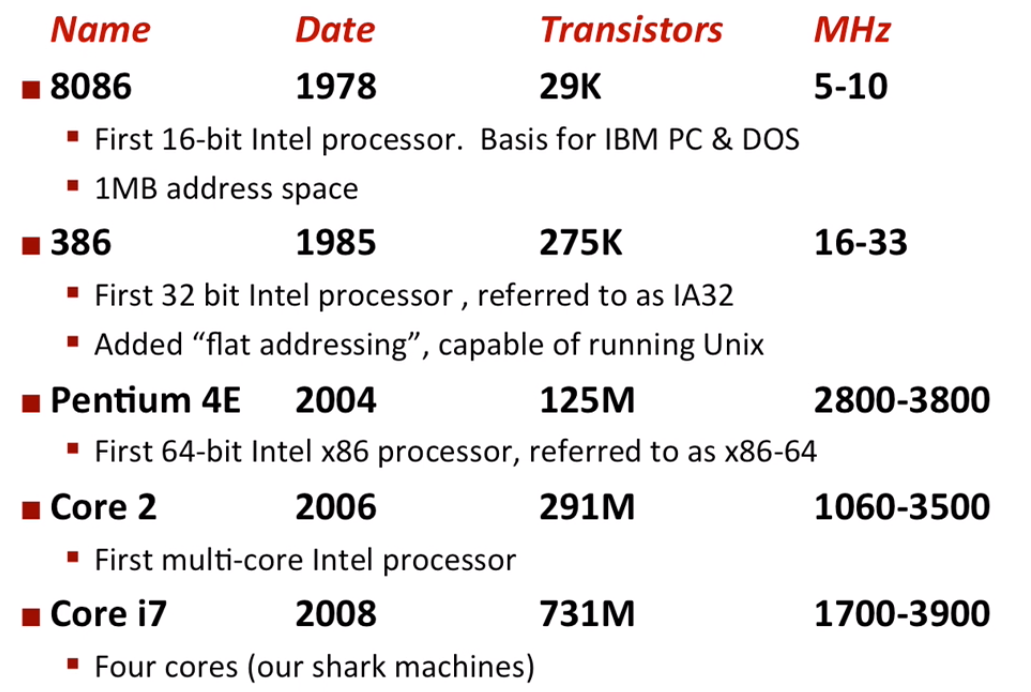 Name Date Transistors MHz
■ 8086 1978 29K 5-10
▪ First 16-bit Intel processor. Basis for IBM PC & DOS
▪ 1MB address space
■ 386 1985 275K 16-33
▪ First 32 bit Intel processor , referred to as IA32
▪ Added “flat addressing”, capable of running Unix
■ Pentium 4E 2004 125M 2800-3800
▪ First 64-bit Intel x86 processor, referred to as x86-64
■ Core 2 2006 291M 1060-3500
▪ First multi-core Intel processor
■ Core i7 2008 731M 1700-3900
▪ Four cores (our shark machines)